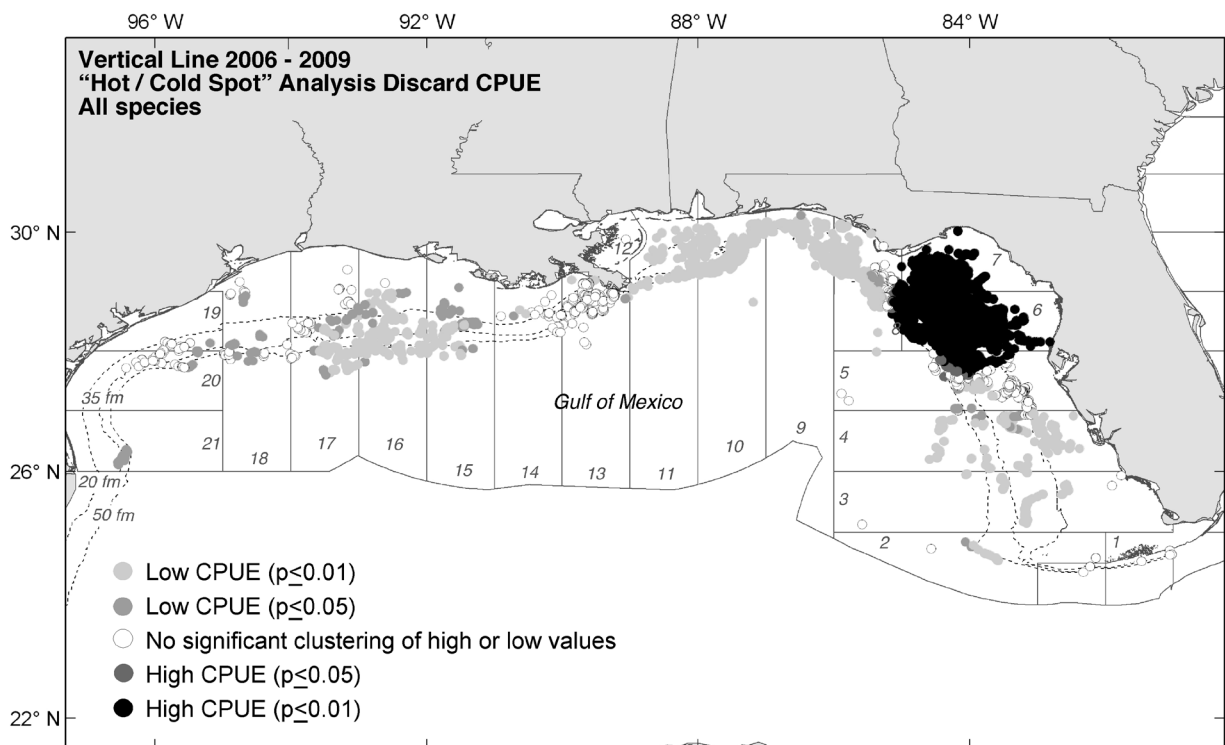 96° W 92° W 88° W 84° W
Vertical Line 2006 - 2009
“Hot / Cold Spot” Analysis Discard CPUE
All species
30° N
12
7
19
6
20
5
35 fm
Gulf of Mexico
9
4
21
18
17
16
15
14
13
11
10
26° N
20 fm
3
50 fm
2
1
Low CPUE (p≤0.01)
Low CPUE (p≤0.05)
No significant clustering of high or low values
High CPUE (p≤0.05)
High CPUE (p≤0.01)
22° N